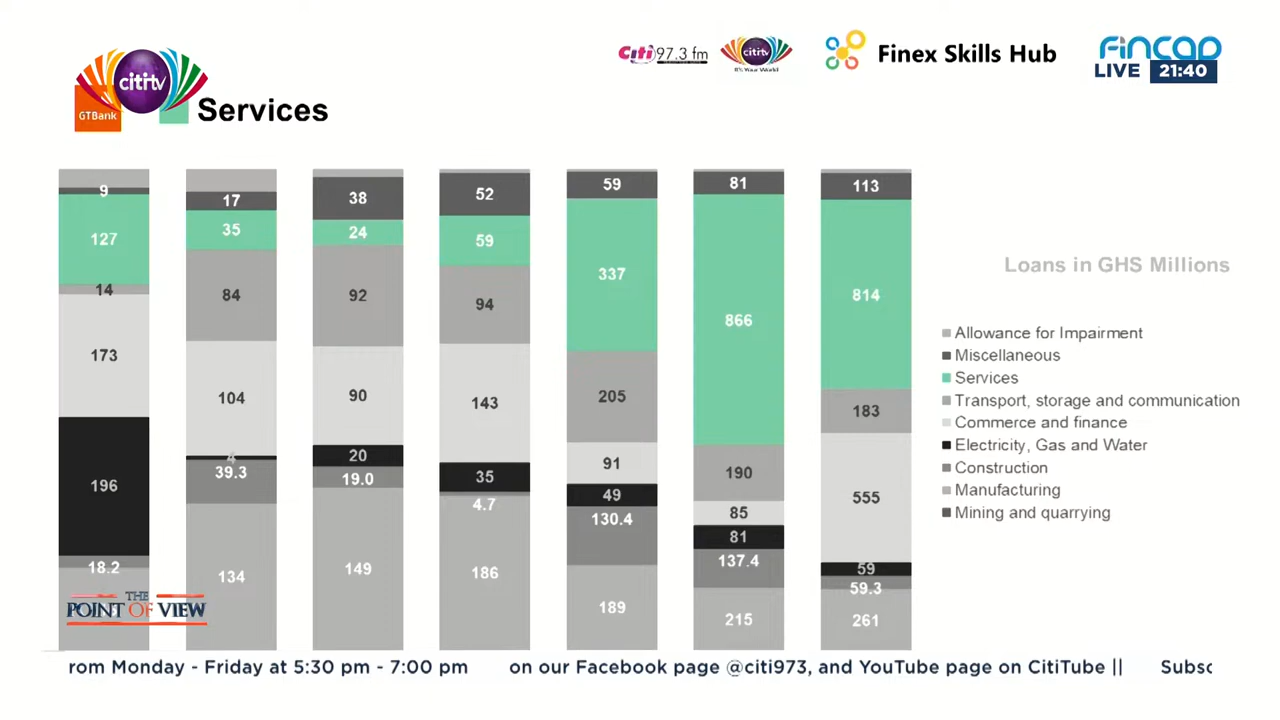 citi 97.3 fm
cititv
IT'S Your World
Finex Skills Hub
fincap
LIVE 21:40
cititv
GTBank
Services
9
127
14
173
196
18.2
17
35
84
104
4
39.3
134
38
24
92
90
20
19.0
149
52
59
94
143
35
4.7
186
59
337
205
91
49
130.4
189
81
866
190
85
81
137.4
215
113
814
183
555
59
59.3
261
Loans in GHS Millions
Allowance for Impairment
Miscellaneous
Services
Transport, storage and communication
Commerce and finance
Electricity, Gas and Water
Construction
Manufacturing
Mining and quarrying
THE
POINT OF VIEW
rom Monday - Friday at 5:30 pm - 7:00 pm on our Facebook page @citi973, and YouTube page on CitiTube || Subsc